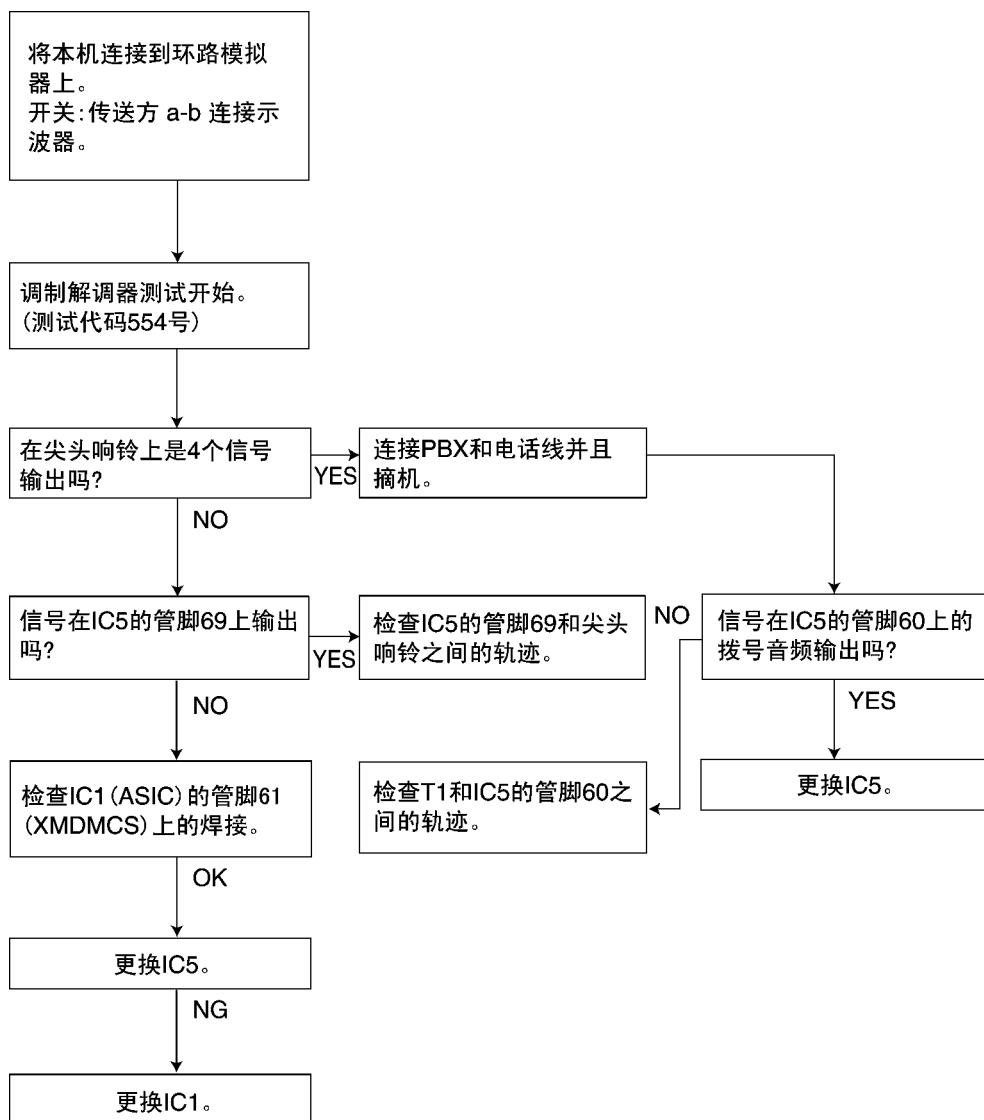 将本机连接到环路模拟
器上。
开关:传送方 a-b 连接示
波器。
调制解调器测试开始。
(测试代码554号)
在尖头响铃上是4个信号
输出吗?
YES
连接PBX和电话线并且
摘机。
NO
信号在IC5的管脚69上输出
吗?
YES
检查IC5的管脚69和尖头
响铃之间的轨迹。
NO
信号在IC5的管脚60上的
拨号音频输出吗?
NO
YES
检查IC1(ASIC)的管脚61
(XMDMCS)上的焊接。
检查T1和IC5的管脚60之
间的轨迹。
更换IC5。
OK
更换IC5。
NG
更换IC1。